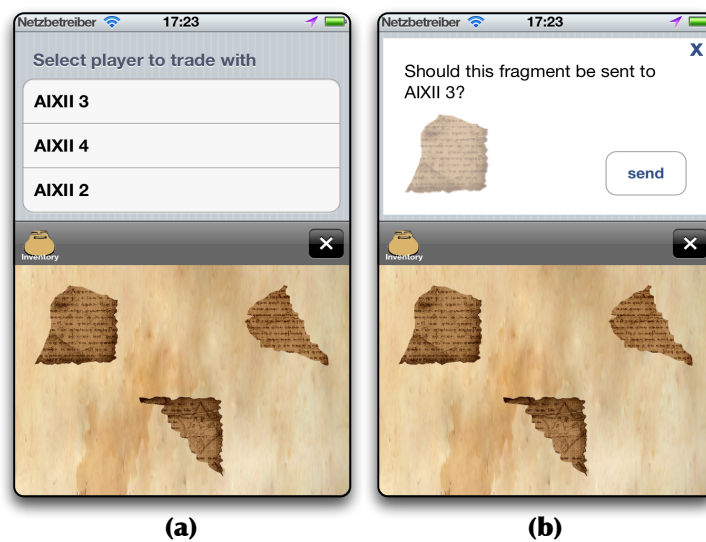 Netzbetreiber 17:23
Select player to trade with
AIXII 3
AIXII 4
AIXII 2
Inventory
(a)
Netzbetreiber 17:23
X
Should this fragment be sent to
AIXII 3?
send
Inventory
(b)